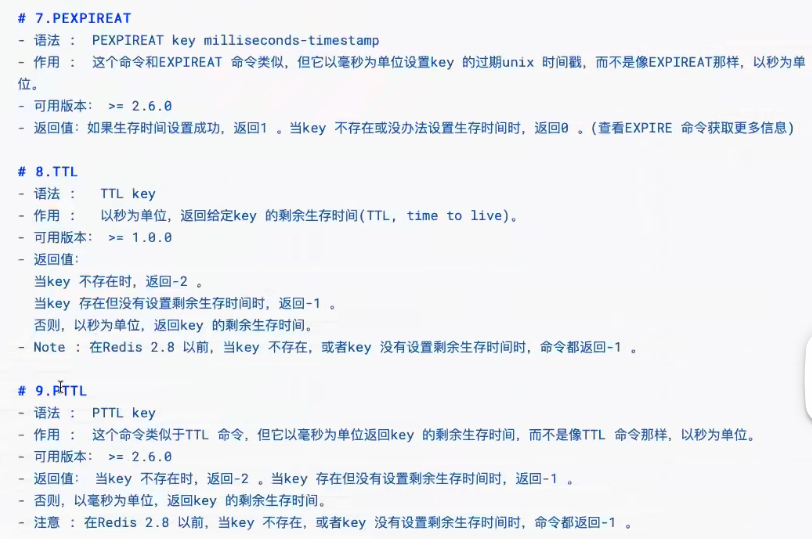 # 7.PEXPIREAT
- 语法 ： PEXPIREAT key milliseconds-timestamp
- 作用 ： 这个命令和EXPIREAT 命令类似，但它以毫秒为单位设置key 的过期unix 时间戳，而不是像EXPIREAT那样，以秒为单
位。
- 可用版本： >= 2.6.0
- 返回值：如果生存时间设置成功，返回1 。当key 不存在或没办法设置生存时间时，返回0 。(查看EXPIRE 命令获取更多信息)
# 8.TTL
- 语法 ： TTL key
- 作用 ： 以秒为单位，返回给定key 的剩余生存时间(TTL, time to live)。
- 可用版本： >= 1.0.0
- 返回值：
当key 不存在时，返回-2 。
当key 存在但没有设置剩余生存时间时，返回-1 。
否则，以秒为单位，返回key 的剩余生存时间。
- Note ：在Redis 2.8 以前，当key 不存在，或者key 没有设置剩余生存时间时，命令都返回-1 。
# 9.PTTL
- 语法 ： PTTL key
- 作用 ： 这个命令类似于TTL 命令，但它以毫秒为单位返回key 的剩余生存时间，而不是像TTL 命令那样，以秒为单位。
- 可用版本： >= 2.6.0
- 返回值： 当key 不存在时，返回-2 。当key 存在但没有设置剩余生存时间时，返回-1 。
- 否则，以毫秒为单位，返回key 的剩余生存时间。
- 注意 ：在Redis 2.8 以前，当key 不存在，或者key 没有设置剩余生存时间时，命令都返回-1 。